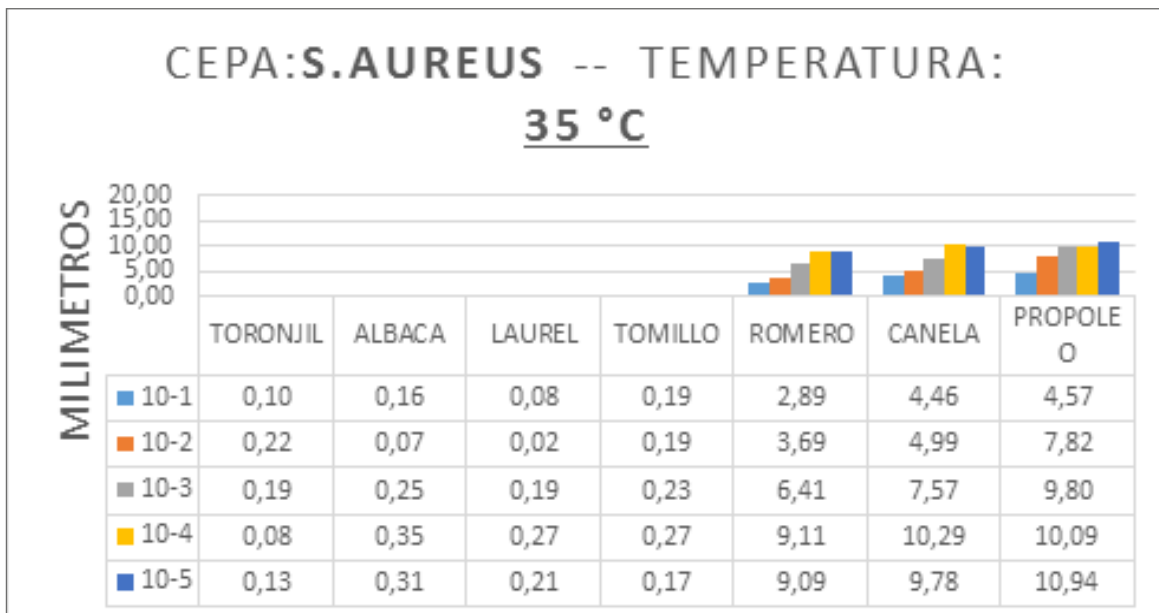 CEPA:S.AUREUS -- TEMPERATURA:
35 °C
MILIMETROS
20,00
15,00
10,00
5,00
0,00
TORONJIL ALBACA LAUREL TOMILLO ROMERO CANELA PROPOLE
O
10-1 0,10 0,16 0,08 0,19 2,89 4,46 4,57
10-2 0,22 0,07 0,02 0,19 3,69 4,99 7,82
10-3 0,19 0,25 0,19 0,23 6,41 7,57 9,80
10-4 0,08 0,35 0,27 0,27 9,11 10,29 10,09
10-5 0,13 0,31 0,21 0,17 9,09 9,78 10,94